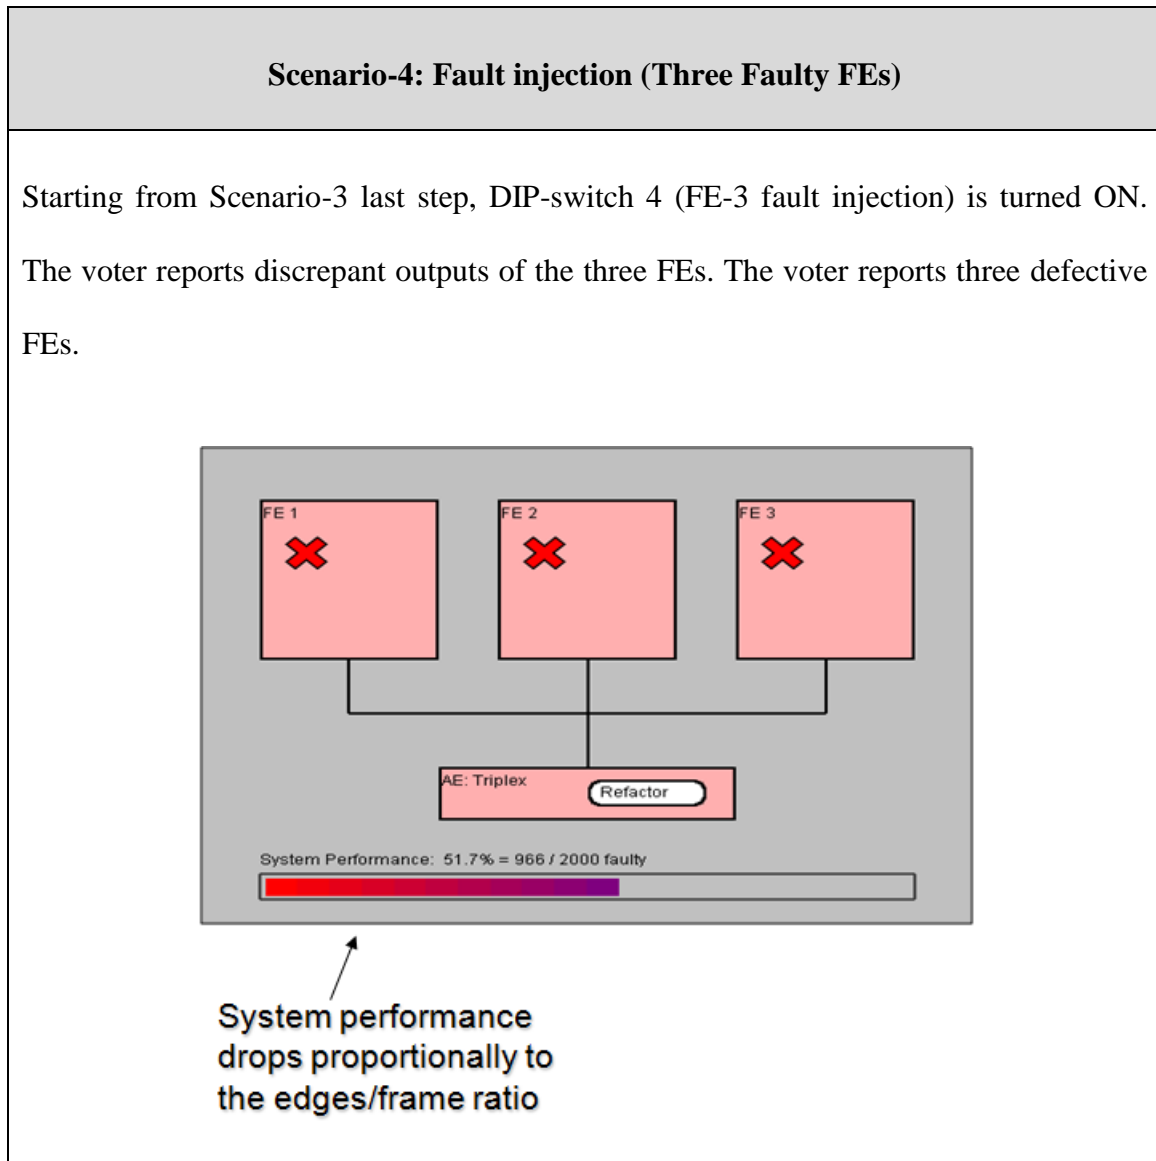 Scenario-4: Fault injection (Three Faulty FEs)
Starting from Scenario-3 last step, DIP-switch 4 (FE-3 fault injection) is turned ON.
The voter reports discrepant outputs of the three FEs. The voter reports three defective
FEs.
FE 1
FE 2
FE 3
AE: Triplex
Refactor
System Performance: 51.7% = 966 / 2000 faulty
System performance
drops proportionally to
the edges/frame ratio